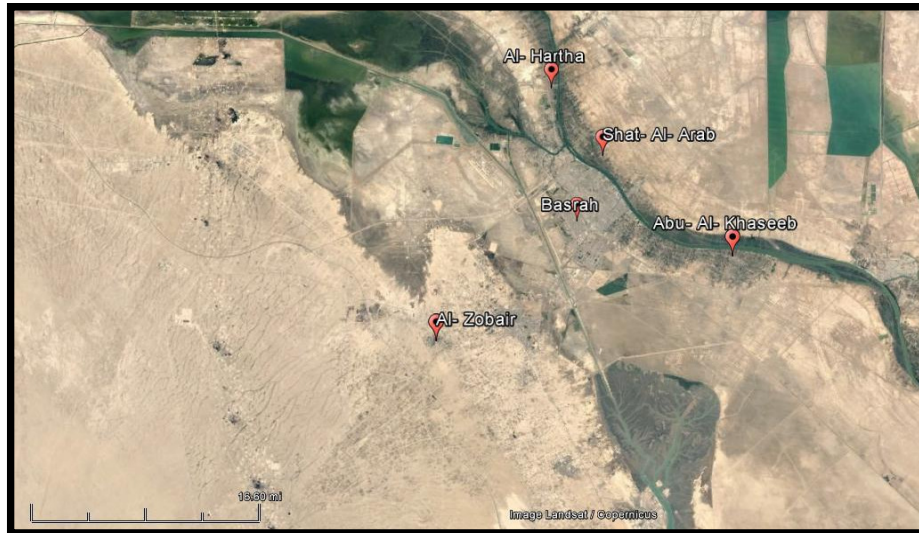 Al- Hartha
Shat- Al- Arab
Basrah
Abu- Al- Khaseeb
Al- Zobair
16.60 mi
Image Landsat / Copernicus